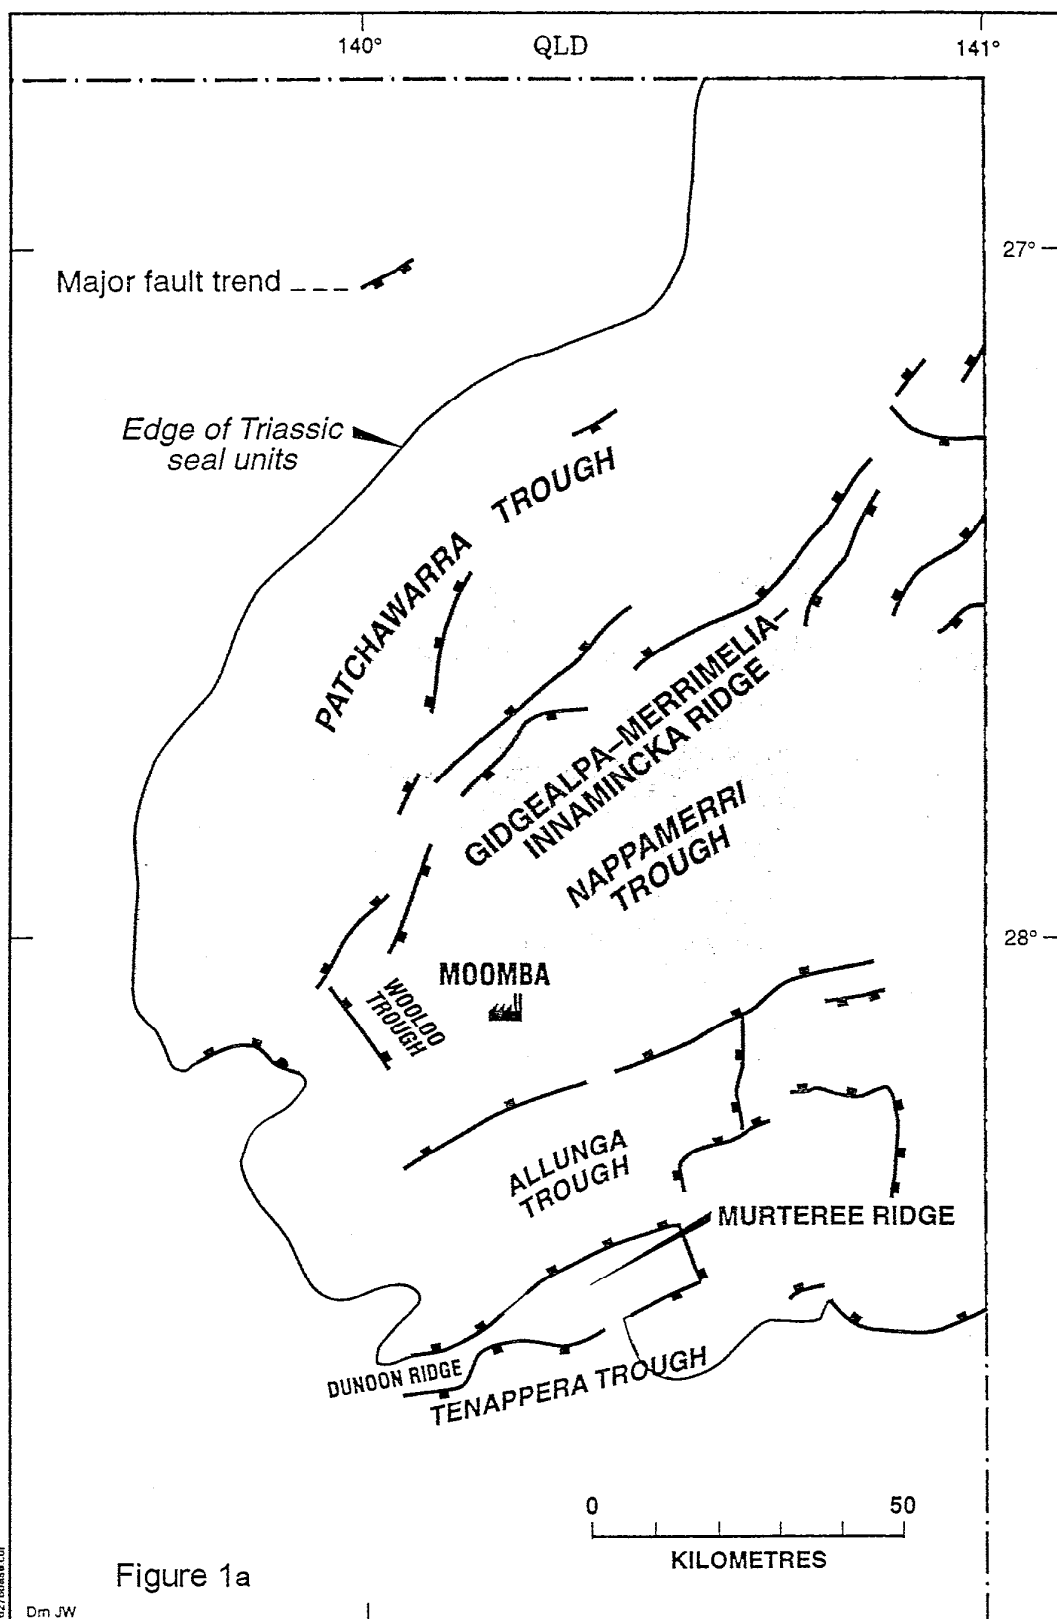 140°
QLD
141°
27°
Major fault trend
Edge of Triassic
seal units
PATCHAWARRA TROUGH
GIDGEALPA–MERRIMELIA–
INNAMINCKA RIDGE
NAPPAMERRI
TROUGH
28°
MOOMBA
WOOLOO
TROUGH
ALLUNGA
TROUGH
MURTEREE RIDGE
DUNOON RIDGE
TENAPPERA TROUGH
0 50
KILOMETRES
Figure 1a
Drn JW